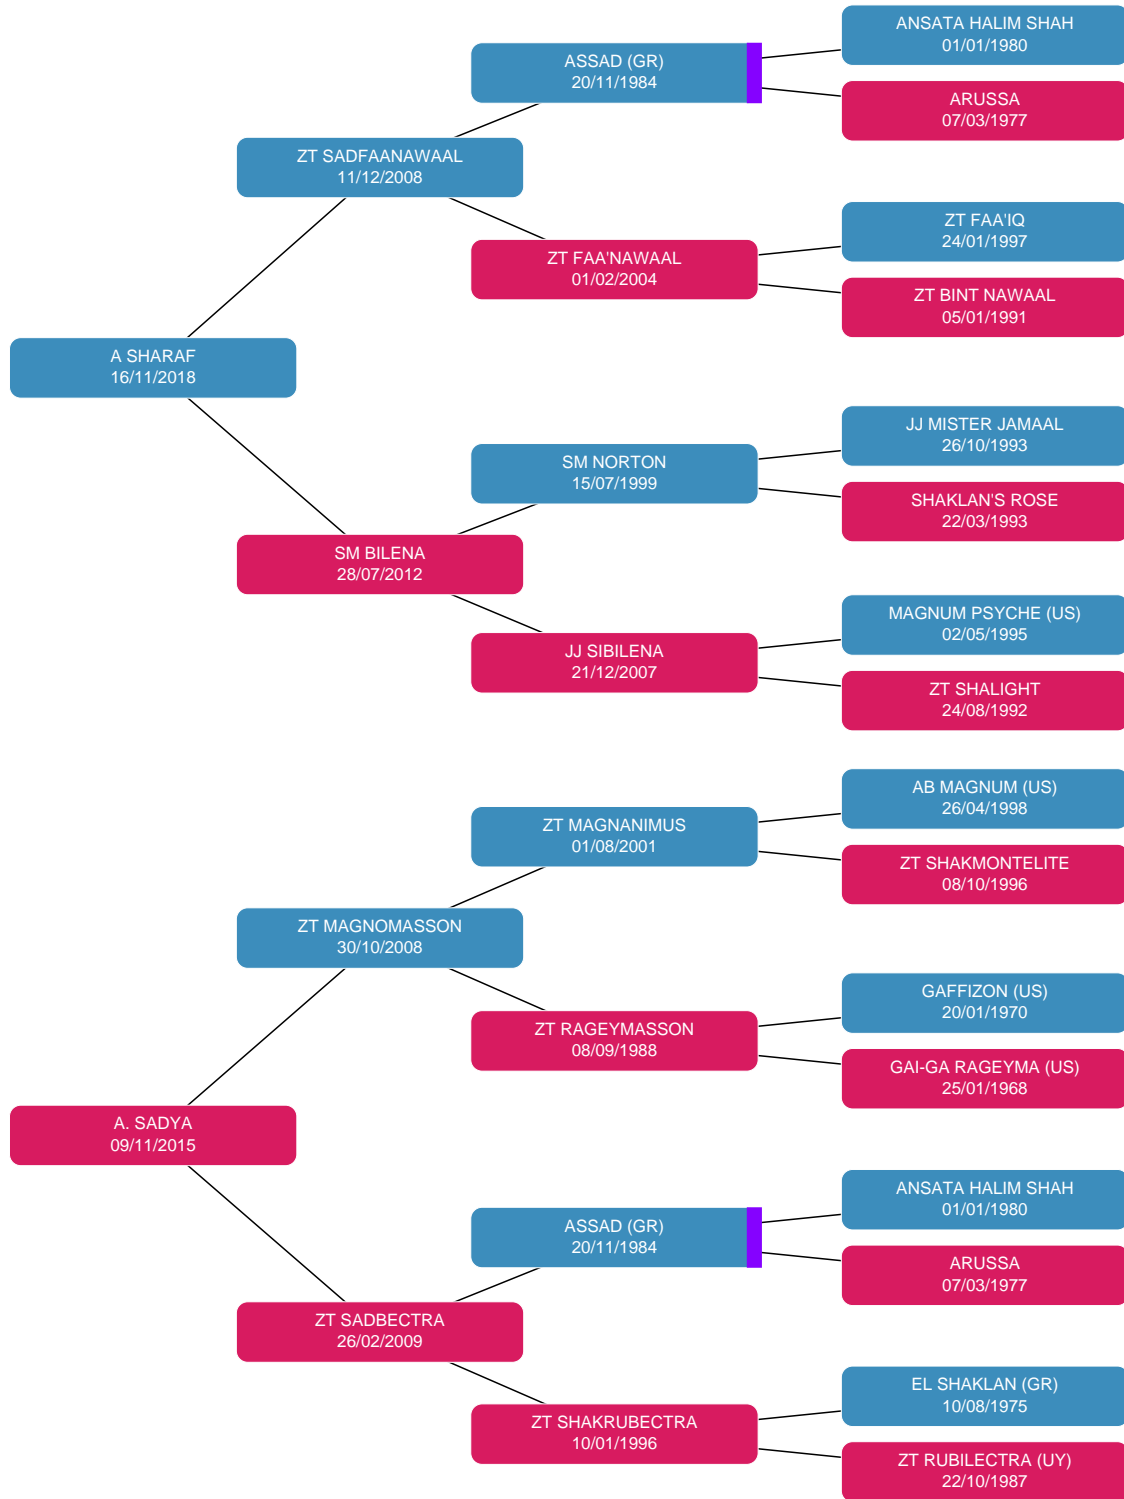 ANSATA HALIM SHAH
01/01/1980
ASSAD (GR)
20/11/1984
ARUSSA
07/03/1977
ZT SADFAANAWAAL
11/12/2008
ZT FAA'IQ
24/01/1997
ZT FAA'NAWAAL
01/02/2004
ZT BINT NAWAAL
05/01/1991
A SHARAF
16/11/2018
JJ MISTER JAMAAL
26/10/1993
SM NORTON
15/07/1999
SHAKLAN'S ROSE
22/03/1993
SM BILENA
28/07/2012
MAGNUM PSYCHE (US)
02/05/1995
JJ SIBILENA
21/12/2007
ZT SHALIGHT
24/08/1992
AB MAGNUM (US)
26/04/1998
ZT MAGNANIMUS
01/08/2001
ZT SHAKMONTELITE
08/10/1996
ZT MAGNOMASSON
30/10/2008
GAFFIZON (US)
20/01/1970
ZT RAGEYMASSON
08/09/1988
GAI-GA RAGEYMA (US)
25/01/1968
A. SADYA
09/11/2015
ANSATA HALIM SHAH
01/01/1980
ASSAD (GR)
20/11/1984
ARUSSA
07/03/1977
ZT SADBECTRA
26/02/2009
EL SHAKLAN (GR)
10/08/1975
ZT SHAKRUBECTRA
10/01/1996
ZT RUBILECTRA (UY)
22/10/1987